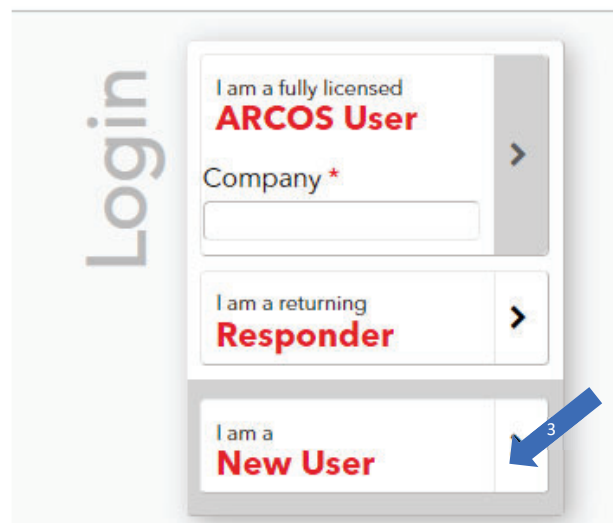 Login
I am a fully licensed
ARCOS User
Company *
I am a returning
Responder
I am a
New User
3